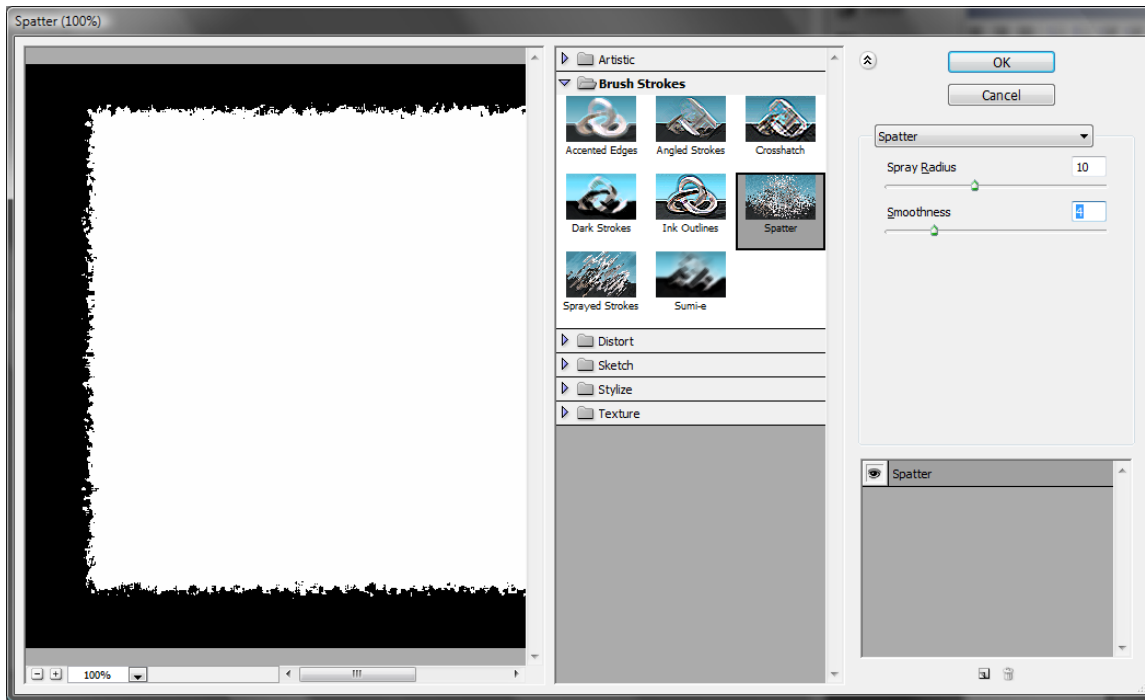 Spatter (100%)
Artistic
Brush Strokes
Accented Edges
Angled Strokes
Crosshatch
Dark Strokes
Ink Outlines
Spatter
Sprayed Strokes
Sumi-e
Distort
Sketch
Stylize
Texture
100%
OK
Cancel
Spatter
Spray Radius 10
Smoothness 4
Spatter